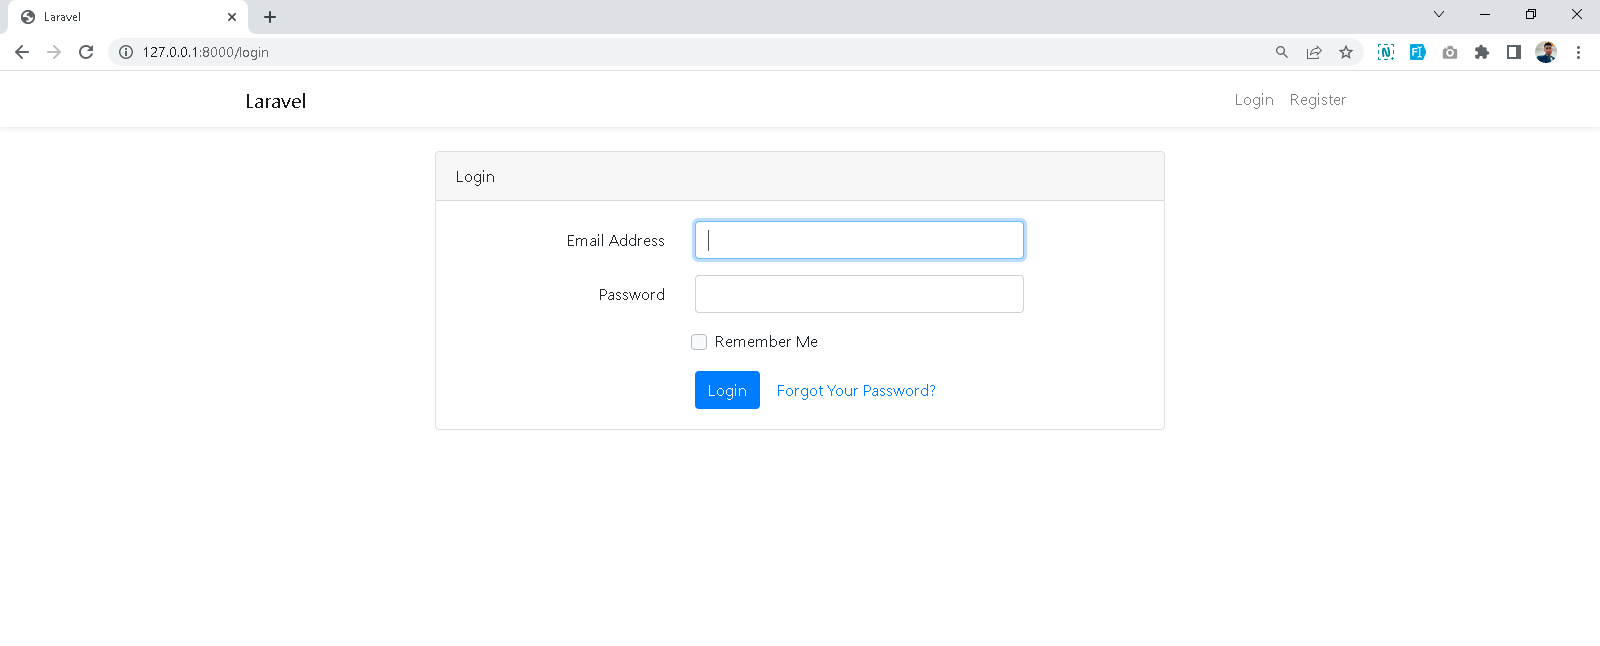 Laravel
127.0.0.1:8000/login
Laravel
Login Register
Login
Email Address
Password
Remember Me
Login Forgot Your Password?